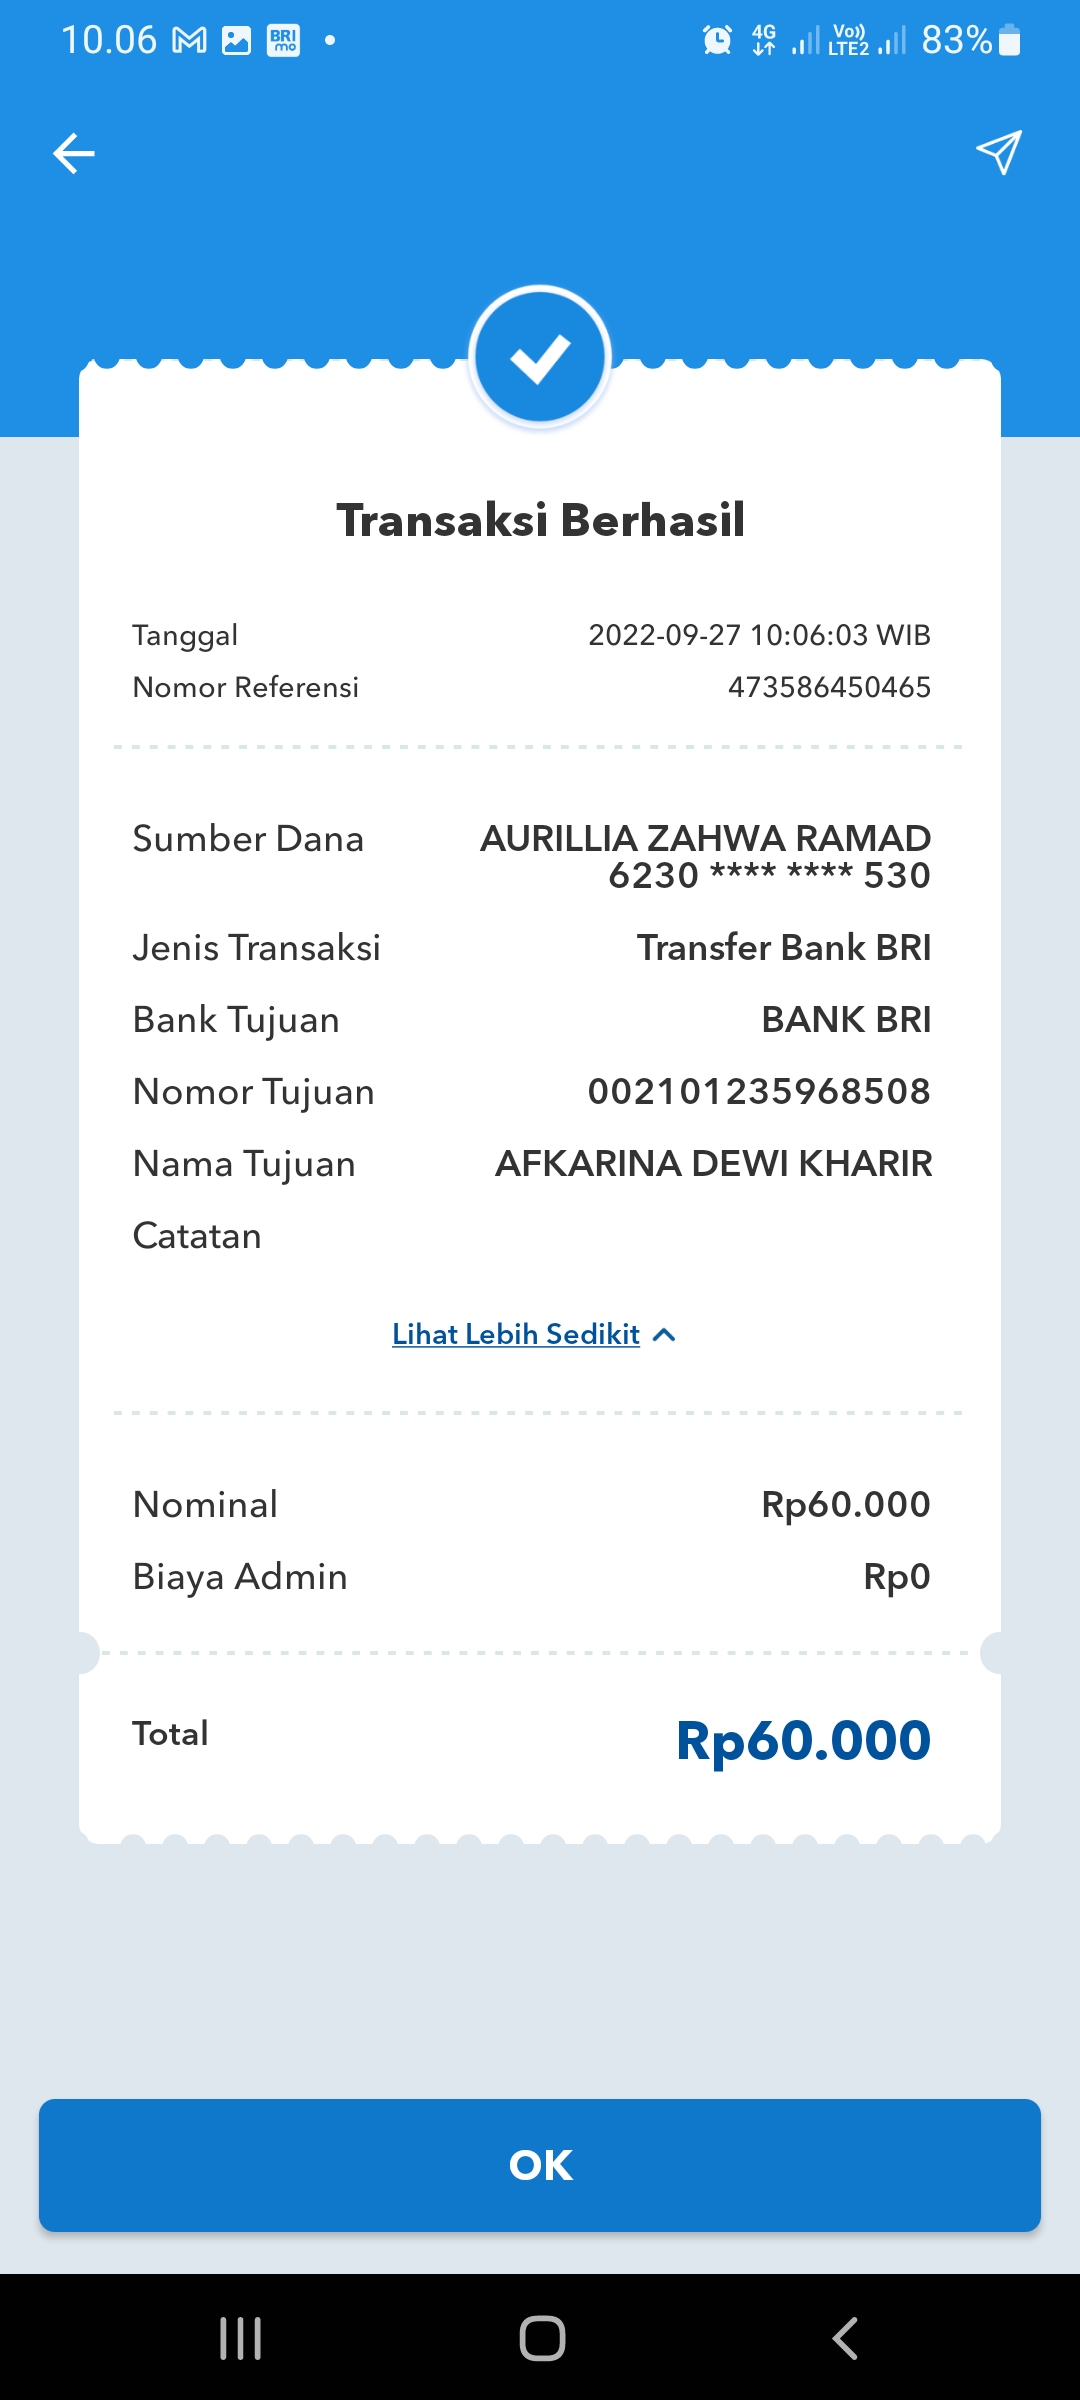 10.06 BRI mo 4G Vo)) LTE2 83%
Transaksi Berhasil
Tanggal 2022-09-27 10:06:03 WIB
Nomor Referensi 473586450465
Sumber Dana AURILLIA ZAHWA RAMAD
6230 **** **** 530
Jenis Transaksi Transfer Bank BRI
Bank Tujuan BANK BRI
Nomor Tujuan 002101235968508
Nama Tujuan AFKARINA DEWI KHARIR
Catatan
Lihat Lebih Sedikit
Nominal Rp60.000
Biaya Admin Rp0
Total Rp60.000
OK